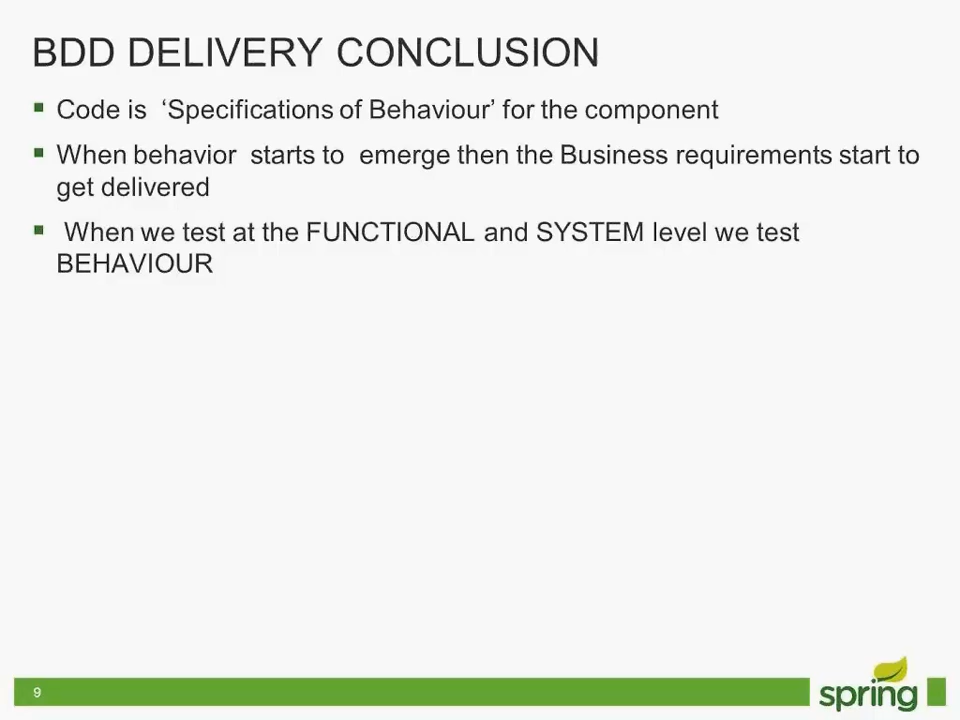 BDD DELIVERY CONCLUSION
Code is ‘Specifications of Behaviour’ for the component
When behavior starts to emerge then the Business requirements start to
get delivered
When we test at the FUNCTIONAL and SYSTEM level we test
BEHAVIOUR
9
spring